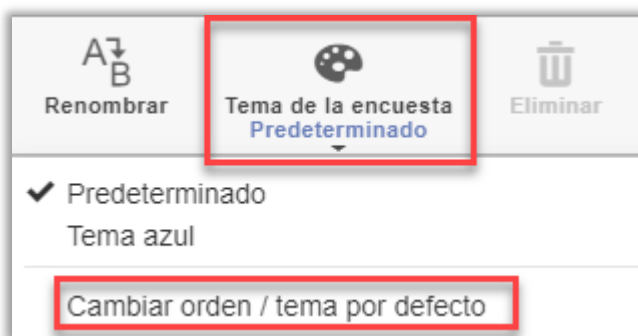 Renombrar
Tema de la encuesta
Predeterminado
Eliminar
Predeterminado
Tema azul
Cambiar orden / tema por defecto